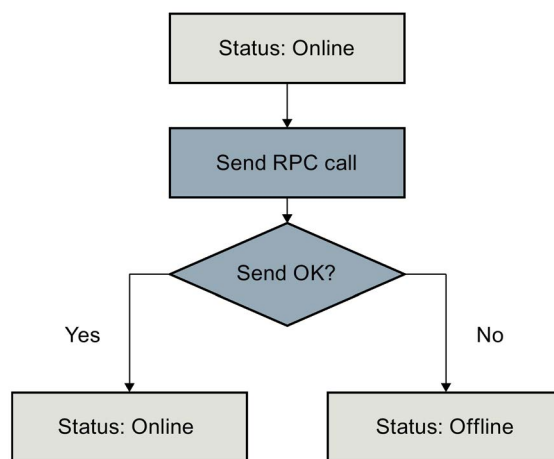 Status: Online
Send RPC call
Send OK?
Yes
No
Status: Online
Status: Offline